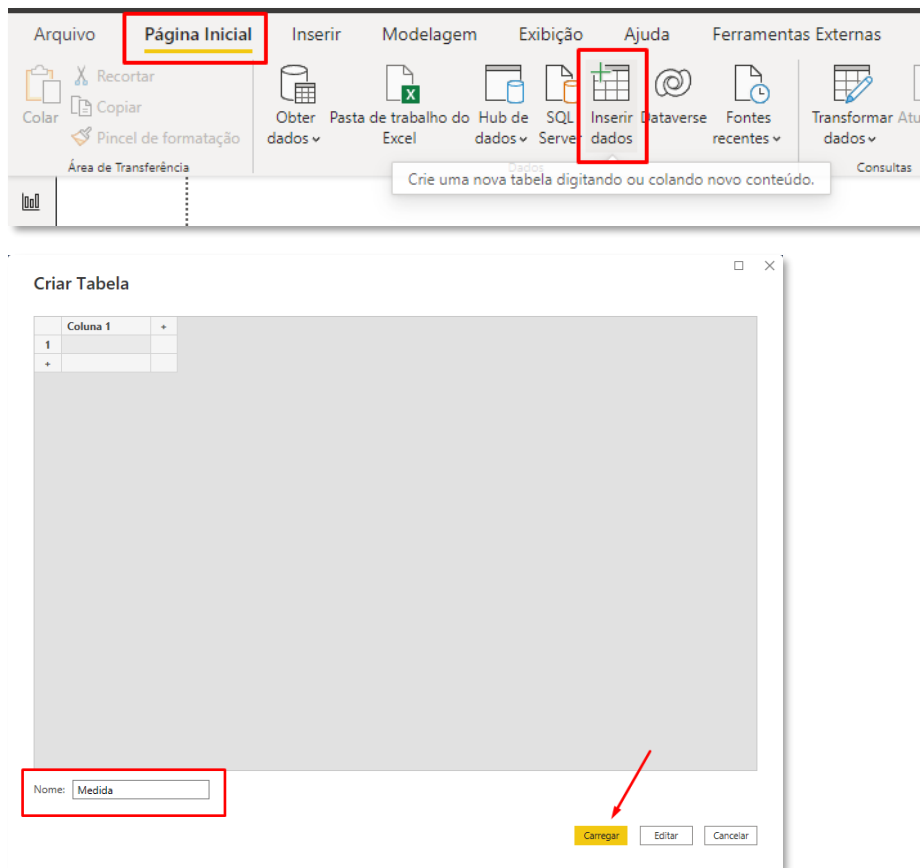 Arquivo Página Inicial Inserir Modelagem Exibição Ajuda Ferramentas Externas
Recortar
Copiar
Pincel de formatação
Colar
Área de Transferência
Obter dados
Pasta de trabalho do Excel
Hub de dados
SQL Server
Inserir dados
Dataverse
Fontes recentes
Dados
Transformar dados
Consultas
Crie uma nova tabela digitando ou colando novo conteúdo.
Criar Tabela
Coluna 1 +
1
+
Nome: Medida
Carregar Editar Cancelar